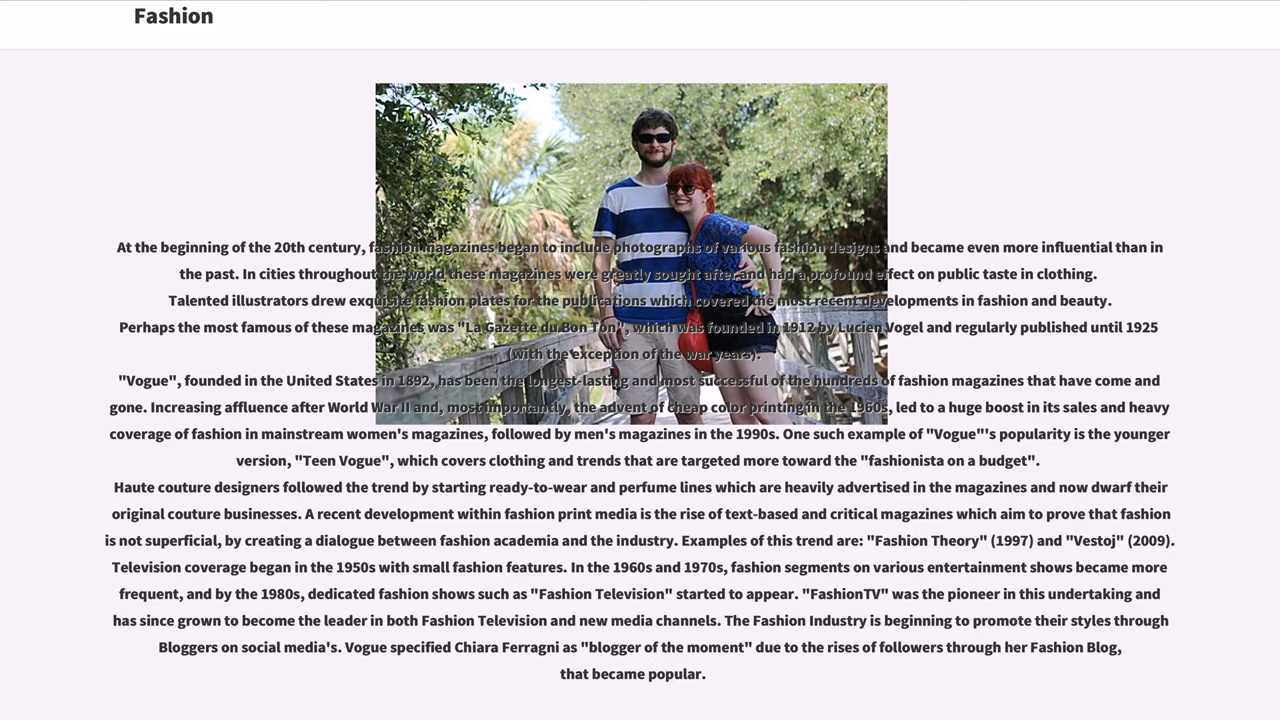 Fashion
At the beginning of the 20th century, fashion magazines began to include photographs of various fashion designs and became even more influential than in
the past. In cities throughout the world these magazines were greatly sought after and had a profound effect on public taste in clothing.
Talented illustrators drew exquisite fashion plates for the publications which covered the most recent developments in fashion and beauty.
Perhaps the most famous of these magazines was "La Gazette du Bon Ton", which was founded in 1912 by Lucien Vogel and regularly published until 1925
(with the exception of the war years).
"Vogue", founded in the United States in 1892, has been the longest-lasting and most successful of the hundreds of fashion magazines that have come and
gone. Increasing affluence after World War II and, most importantly, the advent of cheap color printing in the 1960s, led to a huge boost in its sales and heavy
coverage of fashion in mainstream women's magazines, followed by men's magazines in the 1990s. One such example of "Vogue"'s popularity is the younger
version, "Teen Vogue", which covers clothing and trends that are targeted more toward the "fashionista on a budget".
Haute couture designers followed the trend by starting ready-to-wear and perfume lines which are heavily advertised in the magazines and now dwarf their
original couture businesses. A recent development within fashion print media is the rise of text-based and critical magazines which aim to prove that fashion
is not superficial, by creating a dialogue between fashion academia and the industry. Examples of this trend are: "Fashion Theory" (1997) and "Vestoj" (2009).
Television coverage began in the 1950s with small fashion features. In the 1960s and 1970s, fashion segments on various entertainment shows became more
frequent, and by the 1980s, dedicated fashion shows such as "Fashion Television" started to appear. "FashionTV" was the pioneer in this undertaking and
has since grown to become the leader in both Fashion Television and new media channels. The Fashion Industry is beginning to promote their styles through
Bloggers on social media's. Vogue specified Chiara Ferragni as "blogger of the moment" due to the rises of followers through her Fashion Blog,
that became popular.